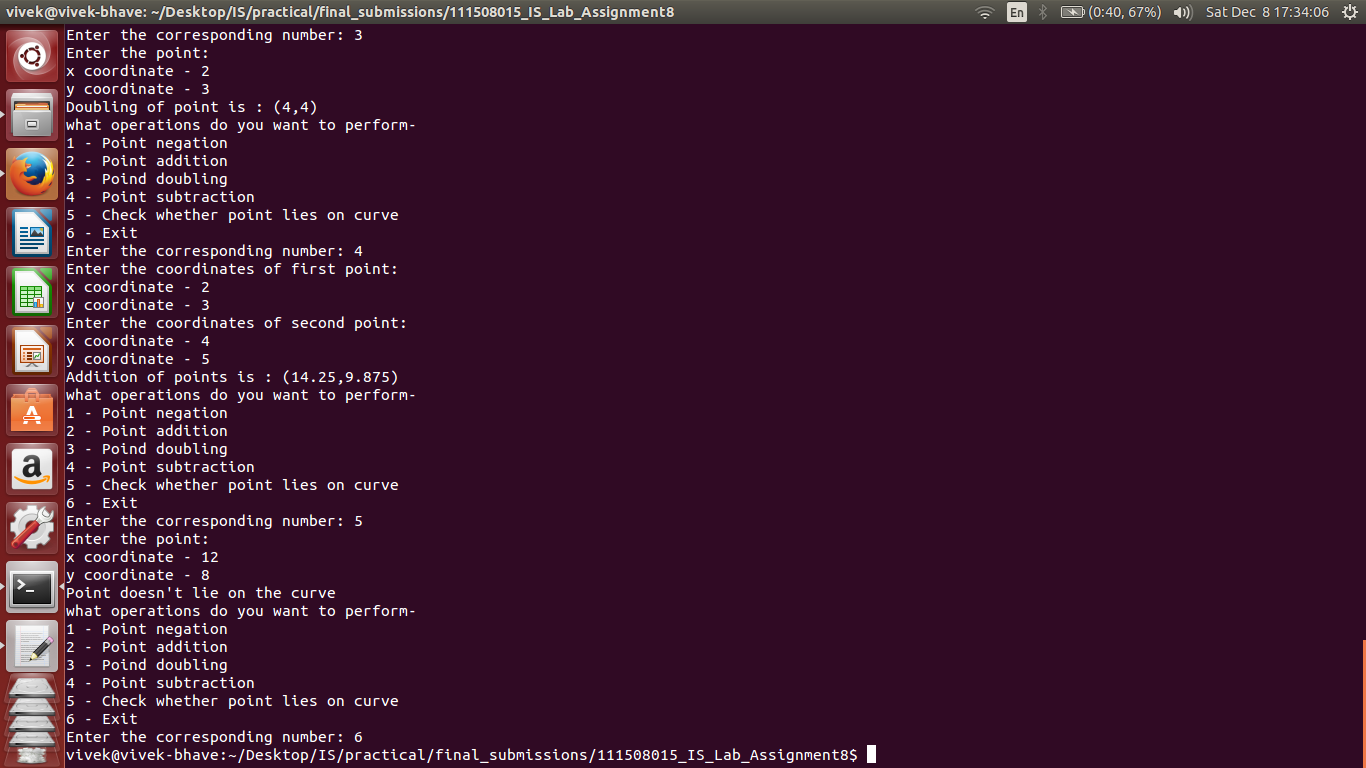 vivek@vivek-bhave: ~/Desktop/IS/practical/final_submissions/111508015_IS_Lab_Assignment8 En (0:40, 67%) Sat Dec 8 17:34:06
Enter the corresponding number: 3
Enter the point:
x coordinate - 2
y coordinate - 3
Doubling of point is : (4,4)
what operations do you want to perform-
1 - Point negation
2 - Point addition
3 - Poind doubling
4 - Point subtraction
5 - Check whether point lies on curve
6 - Exit
Enter the corresponding number: 4
Enter the coordinates of first point:
x coordinate - 2
y coordinate - 3
Enter the coordinates of second point:
x coordinate - 4
y coordinate - 5
Addition of points is : (14.25,9.875)
what operations do you want to perform-
1 - Point negation
2 - Point addition
3 - Poind doubling
4 - Point subtraction
5 - Check whether point lies on curve
6 - Exit
Enter the corresponding number: 5
Enter the point:
x coordinate - 12
y coordinate - 8
Point doesn't lie on the curve
what operations do you want to perform-
1 - Point negation
2 - Point addition
3 - Poind doubling
4 - Point subtraction
5 - Check whether point lies on curve
6 - Exit
Enter the corresponding number: 6
vivek@vivek-bhave:~/Desktop/IS/practical/final_submissions/111508015_IS_Lab_Assignment8$